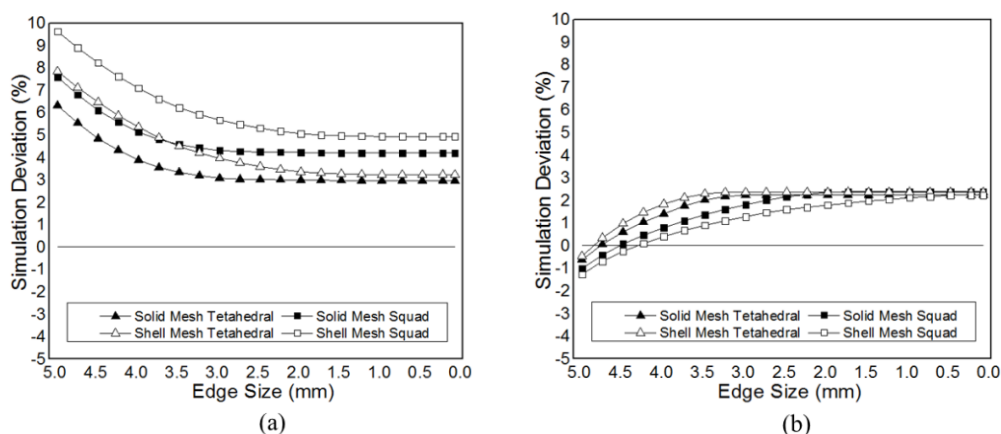 (a)
Simulation Deviation (%)
10
9
8
7
6
5
4
3
2
1
0
-1
-2
-3
-4
-5
Solid Mesh Tetahedral
Solid Mesh Squad
Shell Mesh Tetahedral
Shell Mesh Squad
5.0 4.5 4.0 3.5 3.0 2.5 2.0 1.5 1.0 0.5 0.0
Edge Size (mm)
(a)
(b)
Simulation Deviation (%)
10
9
8
7
6
5
4
3
2
1
0
-1
-2
-3
-4
-5
Solid Mesh Tetahedral
Solid Mesh Squad
Shell Mesh Tetahedral
Shell Mesh Squad
5.0 4.5 4.0 3.5 3.0 2.5 2.0 1.5 1.0 0.5 0.0
Edge Size (mm)
(b)